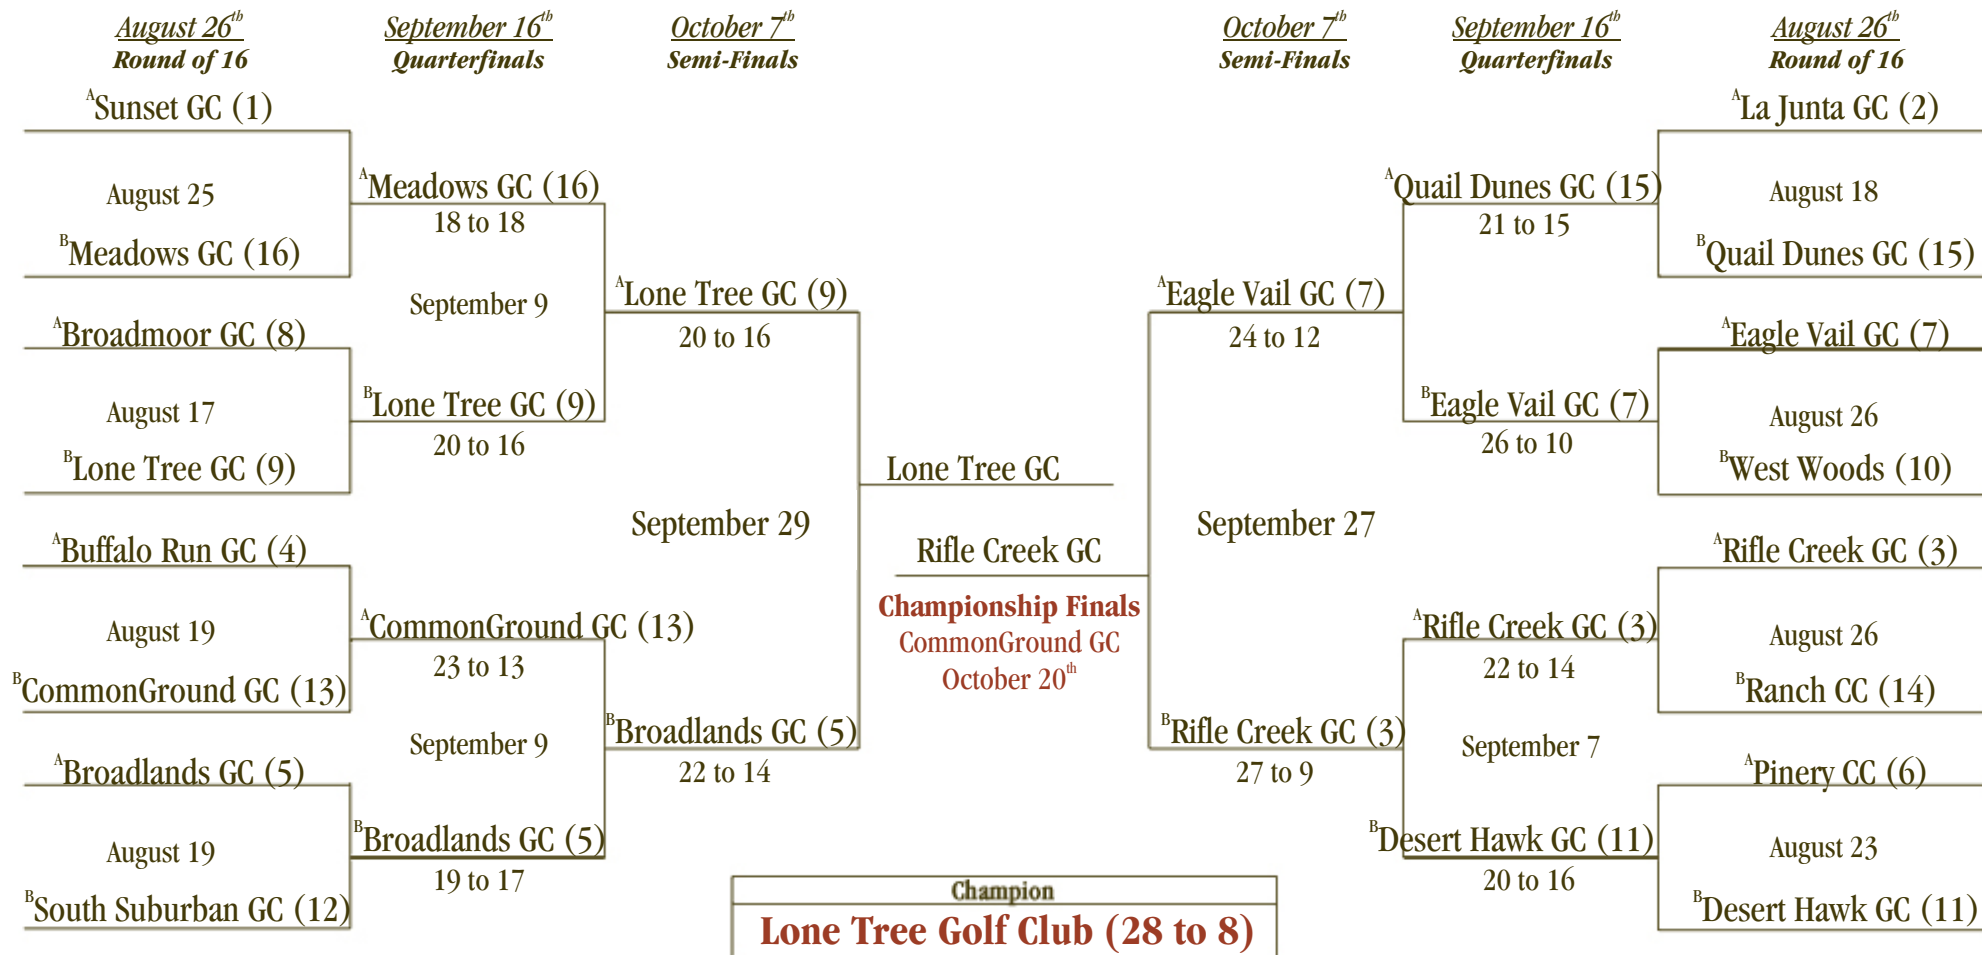 August 26th
Round of 16
September 16th
Quarterfinals
October 7th
Semi-Finals
October 7th
Semi-Finals
September 16th
Quarterfinals
August 26th
Round of 16
ASunset GC (1)
August 25
BMeadows GC (16)
ABroadmoor GC (8)
August 17
BLone Tree GC (9)
ABuffalo Run GC (4)
August 19
BCommonGround GC (13)
ABroadlands GC (5)
August 19
BSouth Suburban GC (12)
AMeadows GC (16)
18 to 18
September 9
BLone Tree GC (9)
20 to 16
ACommonGround GC (13)
23 to 13
September 9
BBroadlands GC (5)
19 to 17
ALone Tree GC (9)
20 to 16
September 29
BBroadlands GC (5)
22 to 14
Lone Tree GC
Rifle Creek GC
Championship Finals
CommonGround GC
October 20th
AEagle Vail GC (7)
24 to 12
September 27
BRifle Creek GC (3)
27 to 9
AQuail Dunes GC (15)
21 to 15
BEagle Vail GC (7)
26 to 10
ARifle Creek GC (3)
22 to 14
September 7
BDesert Hawk GC (11)
20 to 16
ALa Junta GC (2)
August 18
BQuail Dunes GC (15)
AEagle Vail GC (7)
August 26
BWest Woods (10)
ARifle Creek GC (3)
August 26
BRanch CC (14)
APinery CC (6)
August 23
BDesert Hawk GC (11)
Champion
Lone Tree Golf Club (28 to 8)